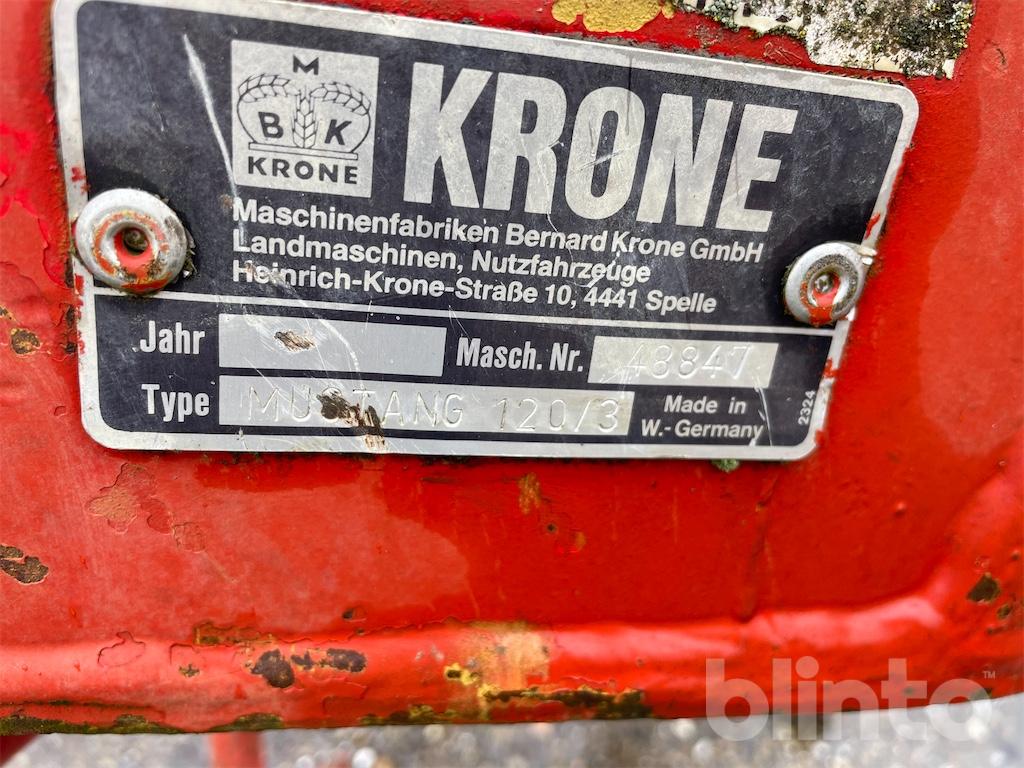 M
B K
KRONE
KRONE
Maschinenfabriken Bernard Krone GmbH
Landmaschinen, Nutzfahrzeuge
Heinrich-Krone-Straße 10, 4441 Spelle
Jahr
Masch. Nr. 48847
Type MUSTANG 120/3
Made in
W.-Germany
2324
blinto™